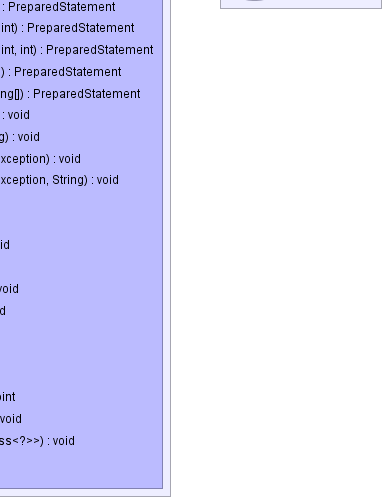 : PreparedStatement
int) : PreparedStatement
int, int) : PreparedStatement
) : PreparedStatement
ng[]) : PreparedStatement
: void
g) : void
xception) : void
xception, String) : void
id
void
d
oint
void
ss<?>>) : void